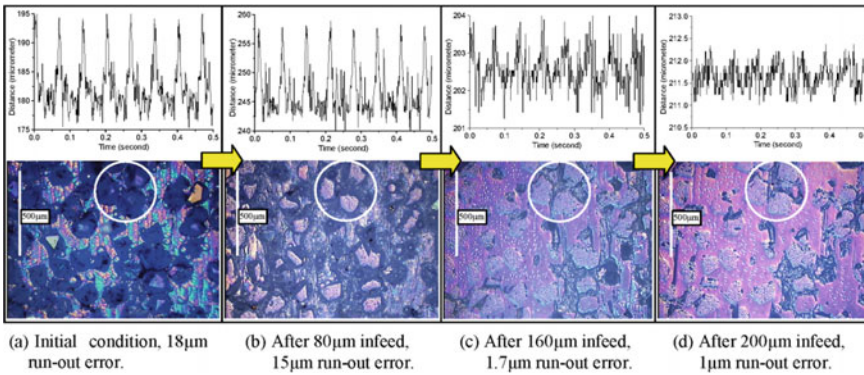 195
190
185
180
175
Distance (micrometer)
0.0 0.1 0.2 0.3 0.4 0.5
Time (second)
260
255
250
245
240
Distance (micrometer)
0.0 0.1 0.2 0.3 0.4 0.5
Time (second)
204
203
202
201
Distance (micrometer)
0.0 0.1 0.2 0.3 0.4 0.5
Time (second)
213.0
212.5
212.0
211.5
211.0
210.5
Distance (micrometer)
0.0 0.1 0.2 0.3 0.4 0.5
Time (second)
500μm
500μm
500μm
500μm
(a) Initial condition, 18μm
run-out error.
(b) After 80μm infeed,
15μm run-out error.
(c) After 160μm infeed,
1.7μm run-out error.
(d) After 200μm infeed,
1μm run-out error.